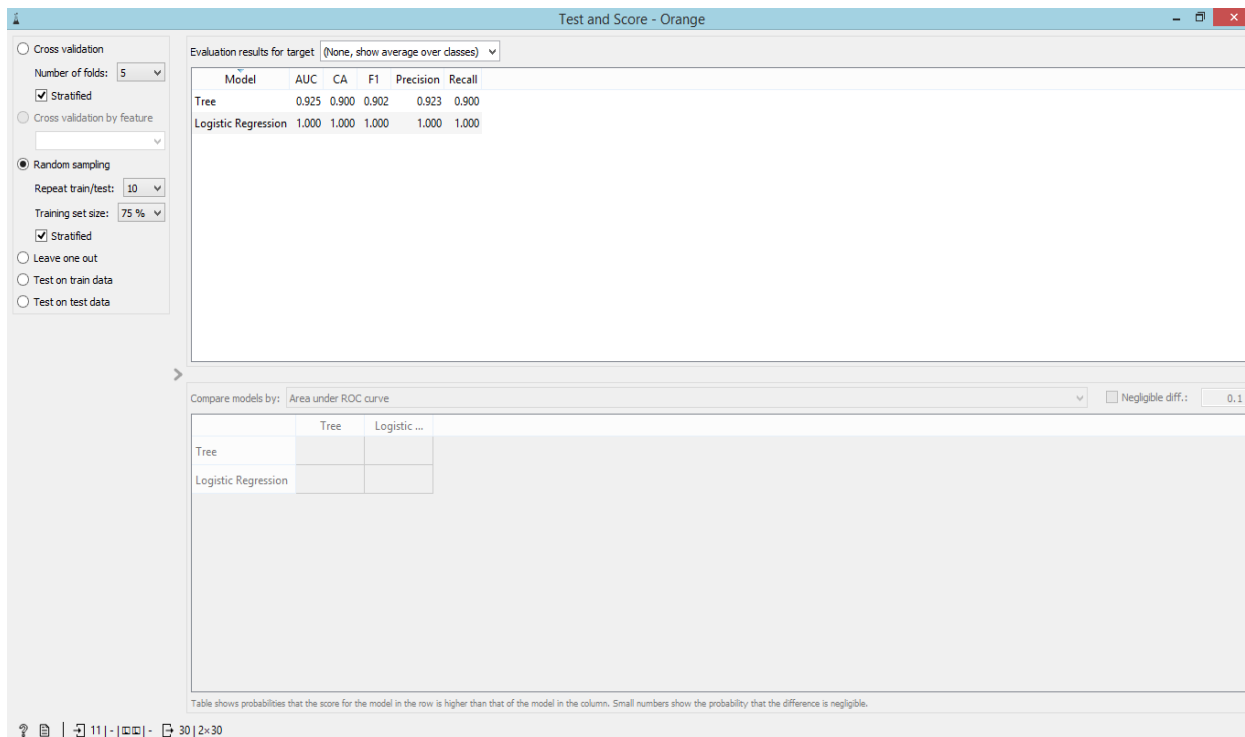 Test and Score - Orange
Cross validation
Number of folds: 5
Stratified
Cross validation by feature
Random sampling
Repeat train/test: 10
Training set size: 75 %
Stratified
Leave one out
Test on train data
Test on test data
Evaluation results for target (None, show average over classes)
Model AUC CA F1 Precision Recall
Tree 0.925 0.900 0.902 0.923 0.900
Logistic Regression 1.000 1.000 1.000 1.000 1.000
Compare models by: Area under ROC curve
Negligible diff.: 0.1
Tree Logistic ...
Tree
Logistic Regression
Table shows probabilities that the score for the model in the row is higher than that of the model in the column. Small numbers show the probability that the difference is negligible.
? 11 | - | - 30 | 2×30